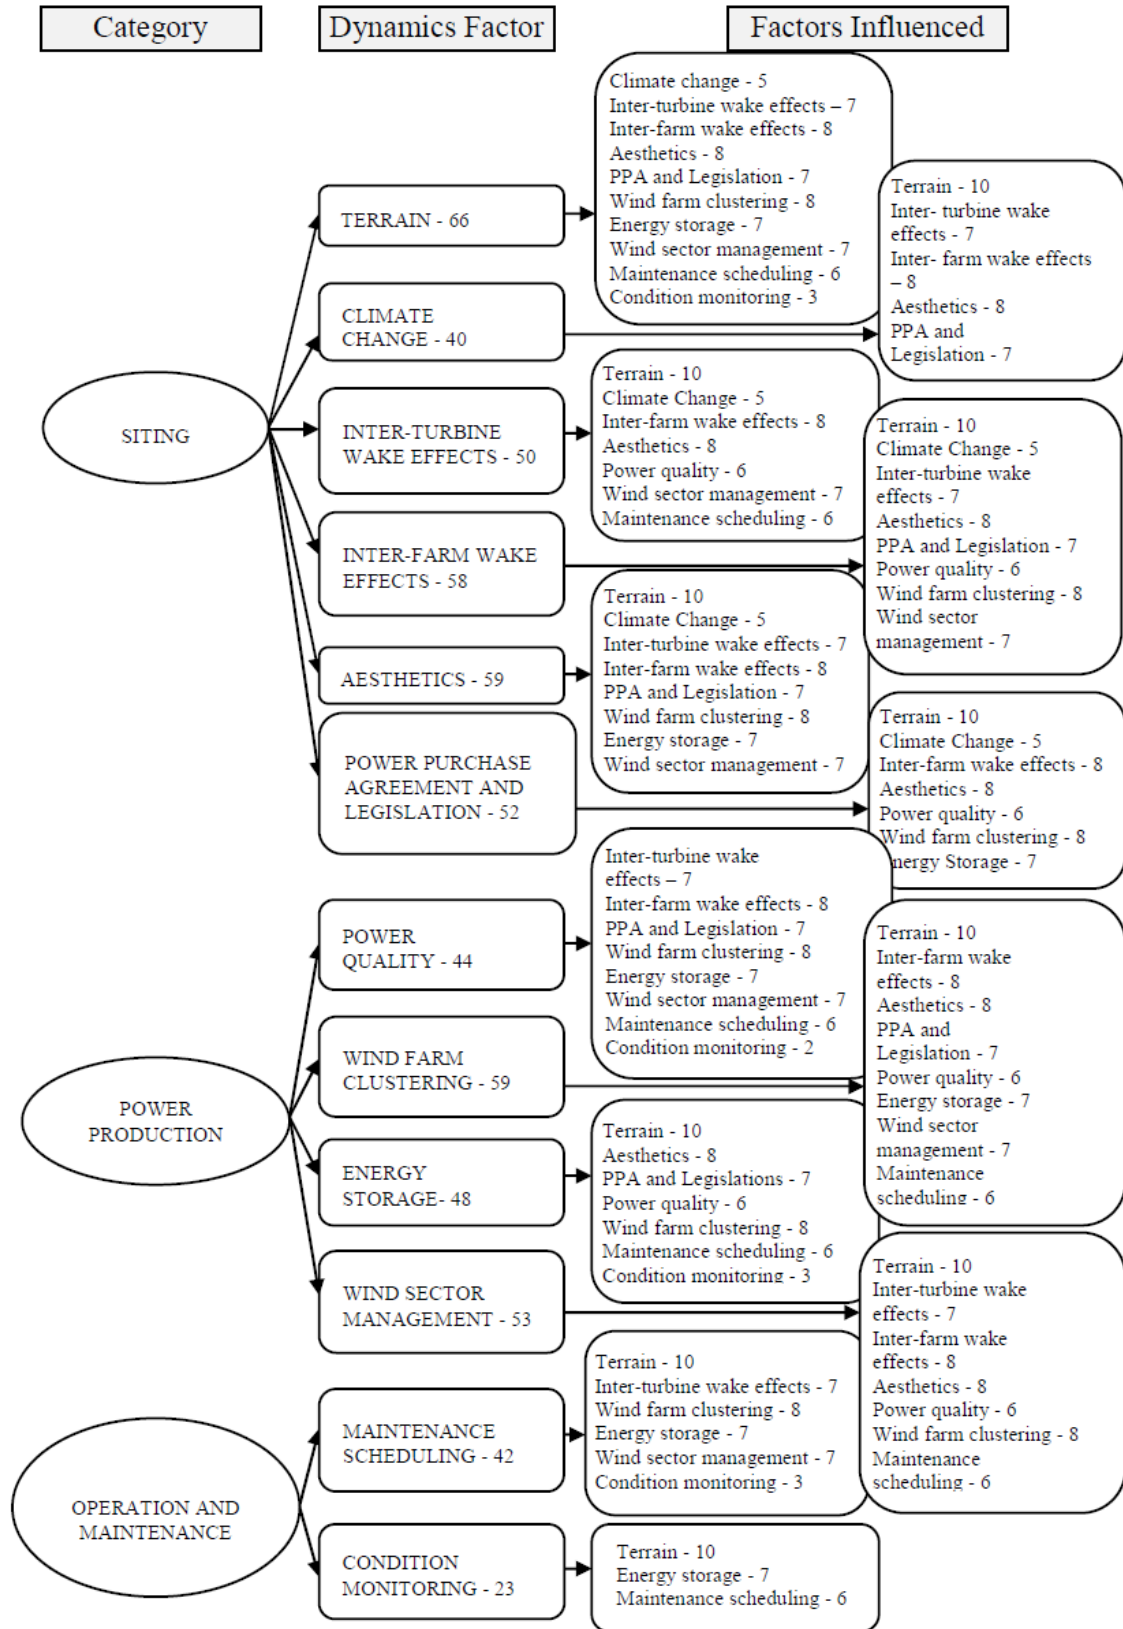 Category
Dynamics Factor
Factors Influenced
SITING
TERRAIN - 66
Climate change - 5
Inter-turbine wake effects – 7
Inter-farm wake effects - 8
Aesthetics - 8
PPA and Legislation - 7
Wind farm clustering - 8
Energy storage - 7
Wind sector management - 7
Maintenance scheduling - 6
Condition monitoring - 3
CLIMATE
CHANGE - 40
Terrain - 10
Inter- turbine wake
effects - 7
Inter- farm wake effects
– 8
Aesthetics - 8
PPA and
Legislation - 7
INTER-TURBINE
WAKE EFFECTS - 50
Terrain - 10
Climate Change - 5
Inter-farm wake effects - 8
Aesthetics - 8
Power quality - 6
Wind sector management - 7
Maintenance scheduling - 6
INTER-FARM WAKE
EFFECTS - 58
Terrain - 10
Climate Change - 5
Inter-turbine wake
effects - 7
Aesthetics - 8
PPA and Legislation - 7
Power quality - 6
Wind farm clustering - 8
Wind sector
management - 7
AESTHETICS - 59
Terrain - 10
Climate Change - 5
Inter-turbine wake effects - 7
Inter-farm wake effects - 8
PPA and Legislation - 7
Wind farm clustering - 8
Energy storage - 7
Wind sector management - 7
POWER PURCHASE
AGREEMENT AND
LEGISLATION - 52
Terrain - 10
Climate Change - 5
Inter-farm wake effects - 8
Aesthetics - 8
Power quality - 6
Wind farm clustering - 8
Energy Storage - 7
POWER
PRODUCTION
POWER
QUALITY - 44
Inter-turbine wake
effects – 7
Inter-farm wake effects - 8
PPA and Legislation - 7
Wind farm clustering - 8
Energy storage - 7
Wind sector management - 7
Maintenance scheduling - 6
Condition monitoring - 2
WIND FARM
CLUSTERING - 59
Terrain - 10
Inter-farm wake
effects - 8
Aesthetics - 8
PPA and
Legislation - 7
Power quality - 6
Energy storage - 7
Wind sector
management - 7
Maintenance
scheduling - 6
ENERGY
STORAGE- 48
Terrain - 10
Aesthetics - 8
PPA and Legislations - 7
Power quality - 6
Wind farm clustering - 8
Maintenance scheduling - 6
Condition monitoring - 3
WIND SECTOR
MANAGEMENT - 53
Terrain - 10
Inter-turbine wake
effects - 7
Inter-farm wake
effects - 8
Aesthetics - 8
Power quality - 6
Wind farm clustering - 8
Maintenance
scheduling - 6
OPERATION AND
MAINTENANCE
MAINTENANCE
SCHEDULING - 42
Terrain - 10
Inter-turbine wake effects - 7
Wind farm clustering - 8
Energy storage - 7
Wind sector management - 7
Condition monitoring - 3
CONDITION
MONITORING - 23
Terrain - 10
Energy storage - 7
Maintenance scheduling - 6